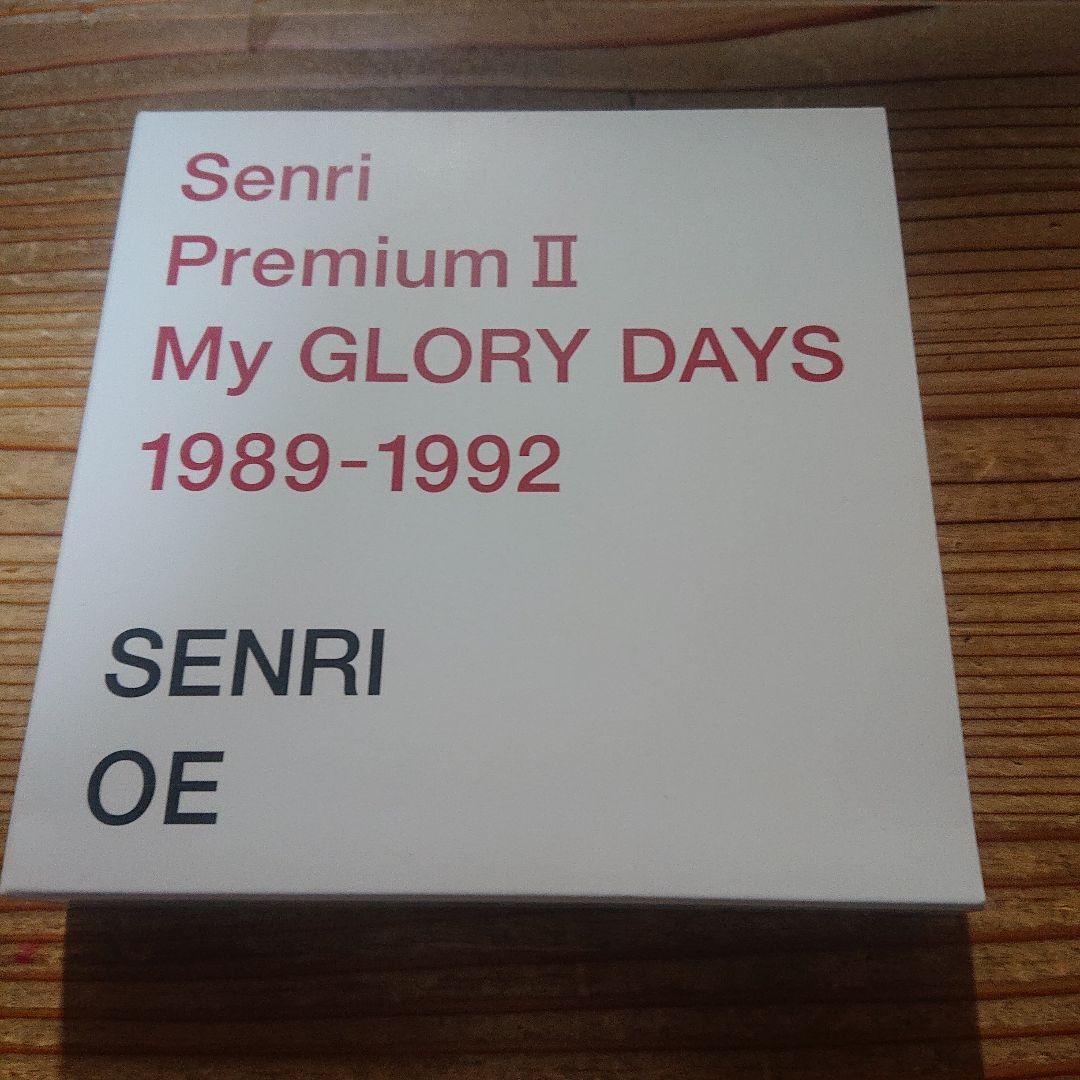 Senri
Premium Ⅱ
My GLORY DAYS
1989-1992
SENRI
OE